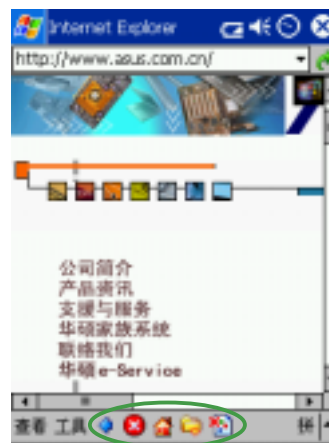 Internet Explorer
http://www.asus.com.cn/
公司简介
产品资讯
支援与服务
华硕家族系统
联络我们
华硕e-Service
查看 工具 拼